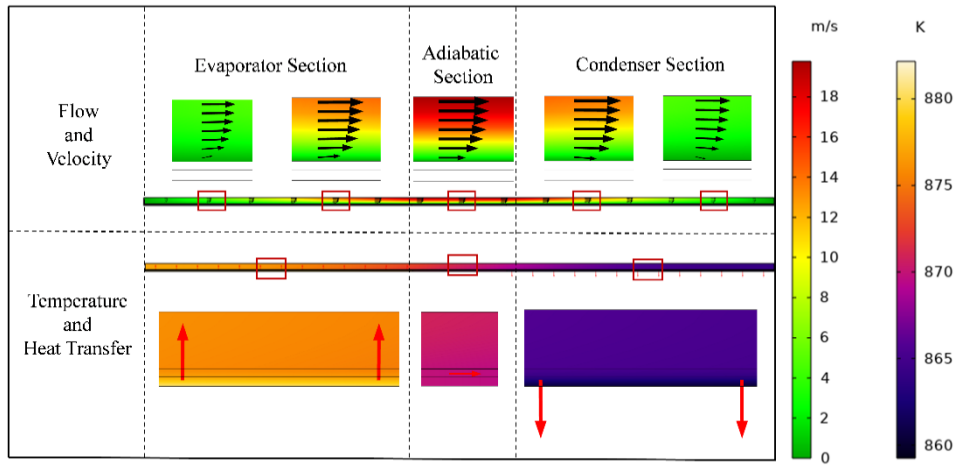 m/s
K
Evaporator Section
Adiabatic
Section
Condenser Section
Flow
and
Velocity
Temperature
and
Heat Transfer
18
16
14
12
10
8
6
4
2
0
880
875
870
865
860